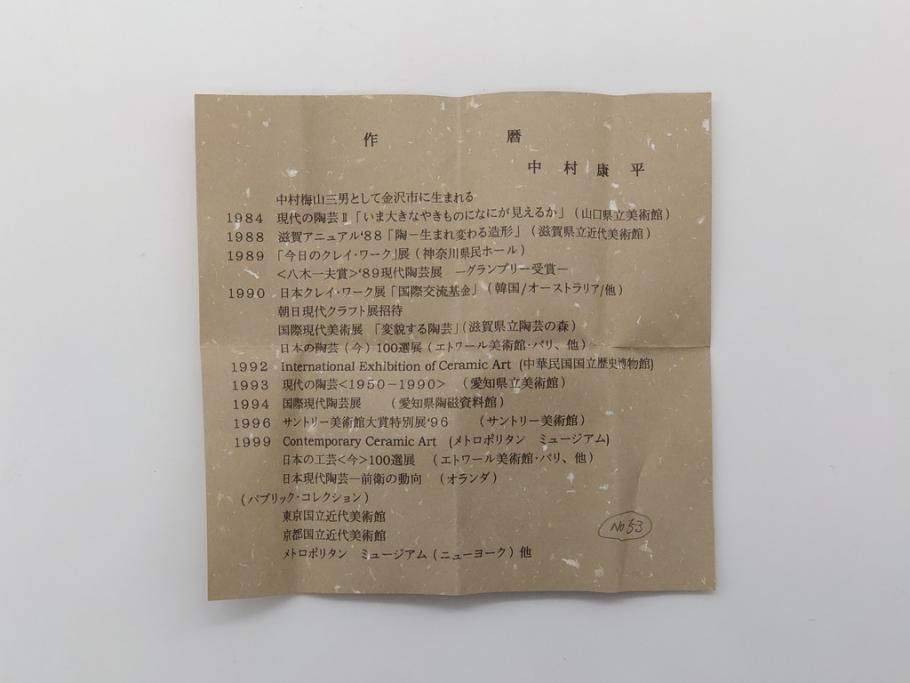 作 暦
中村康平
中村梅山三男として金沢市に生まれる
1984 現代の陶芸Ⅱ「いま大きなやきものになにが見えるか」（山口県立美術館）
1988 滋賀アニュアル'88「陶−生まれ変わる造形」（滋賀県立近代美術館）
1989 「今日のクレイ・ワーク」展（神奈川県民ホール）
＜八木一夫賞＞'89現代陶芸展 —グランプリー受賞—
1990 日本クレイ・ワーク展「国際交流基金」（韓国/オーストラリア/他）
朝日現代クラフト展招待
国際現代美術展 「変貌する陶芸」（滋賀県立陶芸の森）
日本の陶芸（今）100選展（エトワール美術館・パリ、他）
1992 International Exhibition of Ceramic Art (中華民国国立歴史博物館)
1993 現代の陶芸＜1950−1990＞ （愛知県立美術館）
1994 国際現代陶芸展 （愛知県陶磁資料館）
1996 サントリー美術館大賞特別展'96 （サントリー美術館）
1999 Contemporary Ceramic Art (メトロポリタン ミュージアム)
日本の工芸＜今＞100選展 （エトワール美術館・パリ、他）
日本現代陶芸—前衛の動向 （オランダ）
（パブリック・コレクション）
東京国立近代美術館
京都国立近代美術館
メトロポリタン ミュージアム（ニューヨーク）他
No53